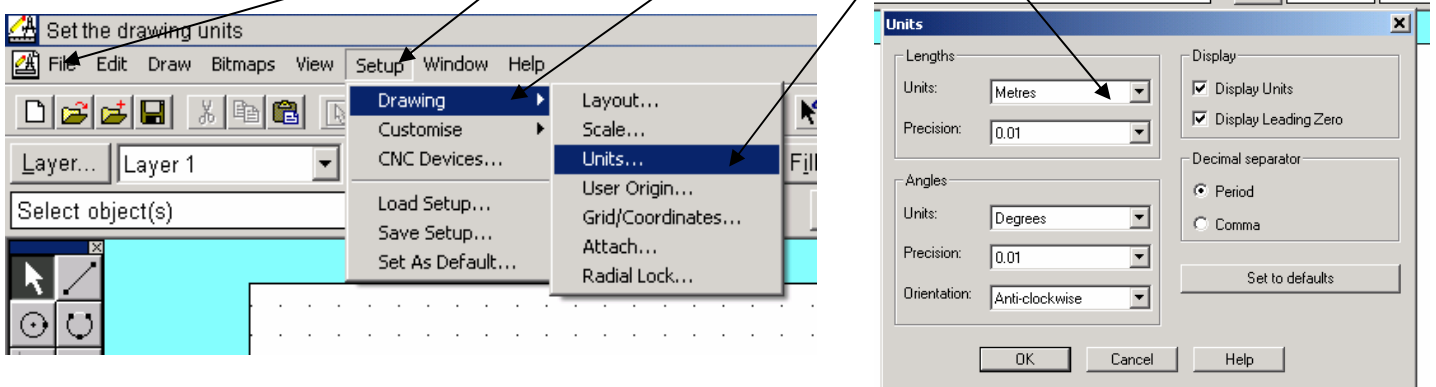 Set the drawing units
File Edit Draw Bitmaps View Setup Window Help
Layer... Layer 1
Select object(s)
Drawing
Customise
CNC Devices...
Load Setup...
Save Setup...
Set As Default...
Layout...
Scale...
Units...
User Origin...
Grid/Coordinates...
Attach...
Radial Lock...
Units
Lengths
Units: Metres
Precision: 0.01
Angles
Units: Degrees
Precision: 0.01
Orientation: Anti-clockwise
Display
Display Units
Display Leading Zero
Decimal separator
Period
Comma
Set to defaults
OK Cancel Help